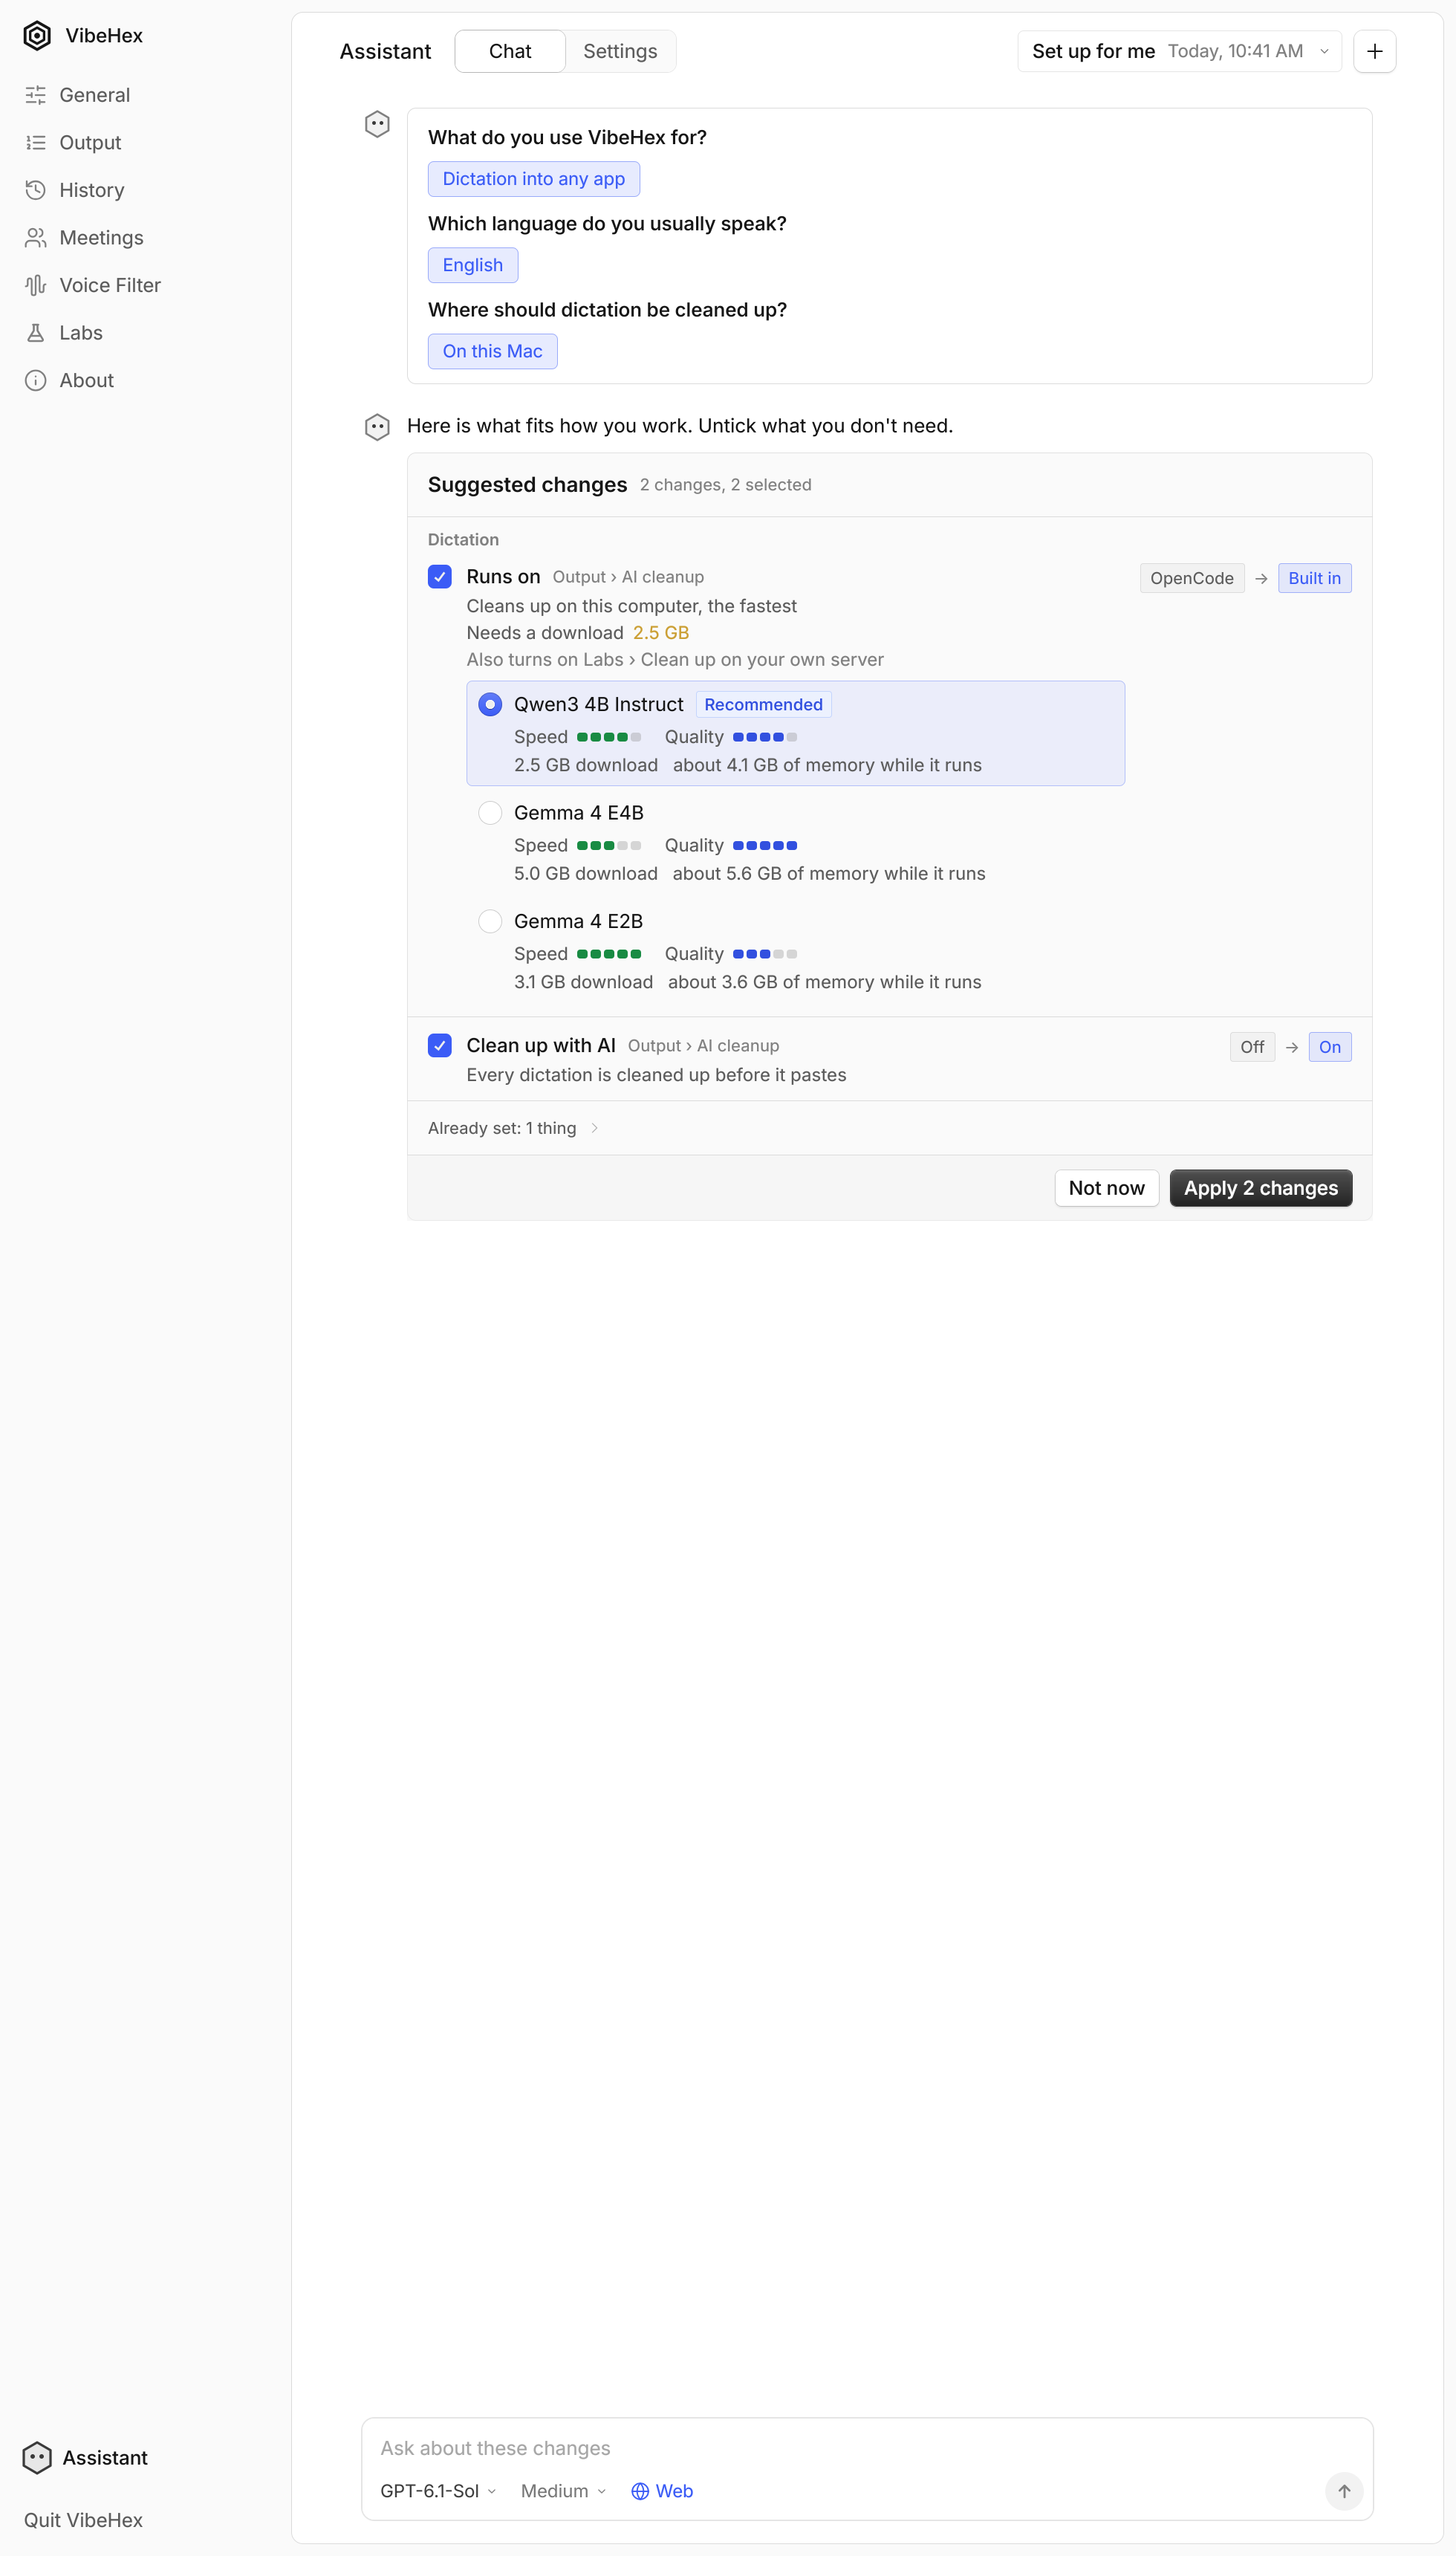 VibeHex
General
Output
History
Meetings
Voice Filter
Labs
About
Assistant
Chat
Settings
Set up for me Today, 10:41 AM
What do you use VibeHex for?
Dictation into any app
Which language do you usually speak?
English
Where should dictation be cleaned up?
On this Mac
Here is what fits how you work. Untick what you don't need.
Suggested changes 2 changes, 2 selected
Dictation
Runs on Output › AI cleanup OpenCode → Built in
Cleans up on this computer, the fastest
Needs a download 2.5 GB
Also turns on Labs › Clean up on your own server
Qwen3 4B Instruct Recommended
Speed Quality
2.5 GB download about 4.1 GB of memory while it runs
Gemma 4 E4B
Speed Quality
5.0 GB download about 5.6 GB of memory while it runs
Gemma 4 E2B
Speed Quality
3.1 GB download about 3.6 GB of memory while it runs
Clean up with AI Output › AI cleanup Off → On
Every dictation is cleaned up before it pastes
Already set: 1 thing
Not now Apply 2 changes
Ask about these changes
GPT-6.1-Sol Medium Web
Assistant
Quit VibeHex